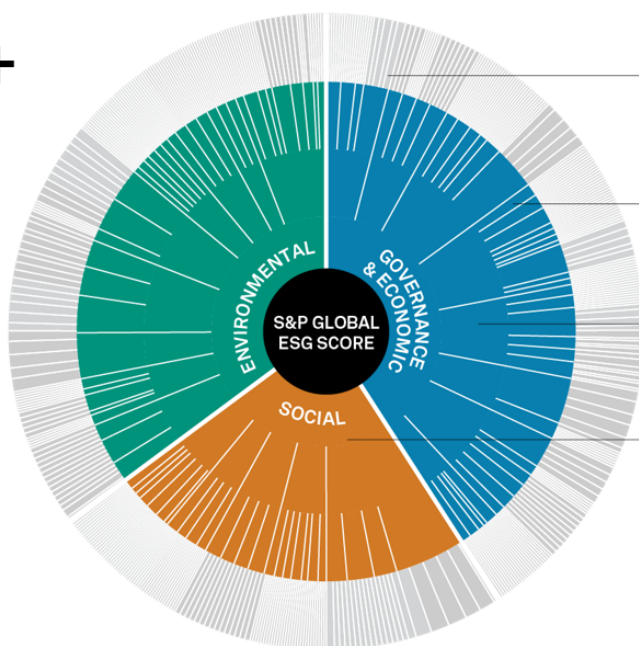 +
ENVIRONMENTAL
GOVERNANCE
& ECONOMIC
S&P GLOBAL
ESG SCORE
SOCIAL